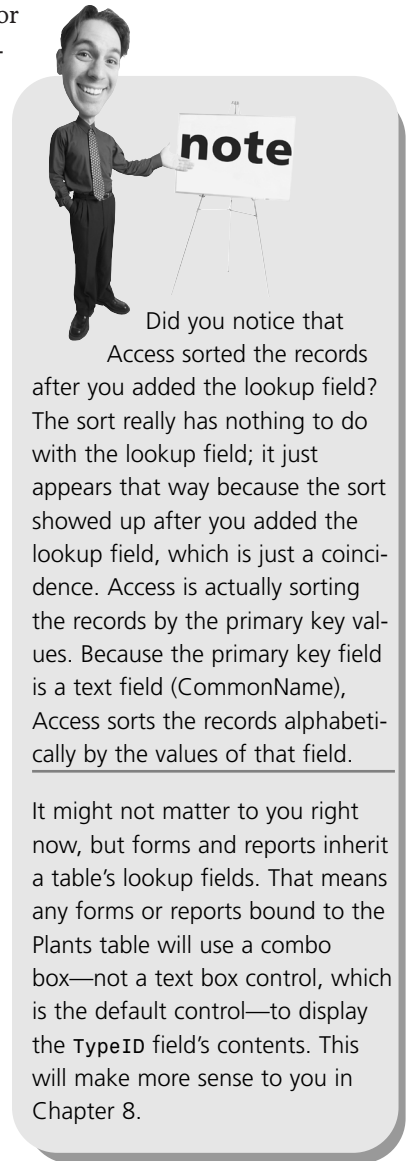 or
-
note
Did you notice that
Access sorted the records
after you added the lookup field?
The sort really has nothing to do
with the lookup field; it just
appears that way because the sort
showed up after you added the
lookup field, which is just a coinci-
dence. Access is actually sorting
the records by the primary key val-
ues. Because the primary key field
is a text field (CommonName),
Access sorts the records alphabeti-
cally by the values of that field.
It might not matter to you right
now, but forms and reports inherit
a table's lookup fields. That means
any forms or reports bound to the
Plants table will use a combo
box—not a text box control, which
is the default control—to display
the TypeID field's contents. This
will make more sense to you in
Chapter 8.